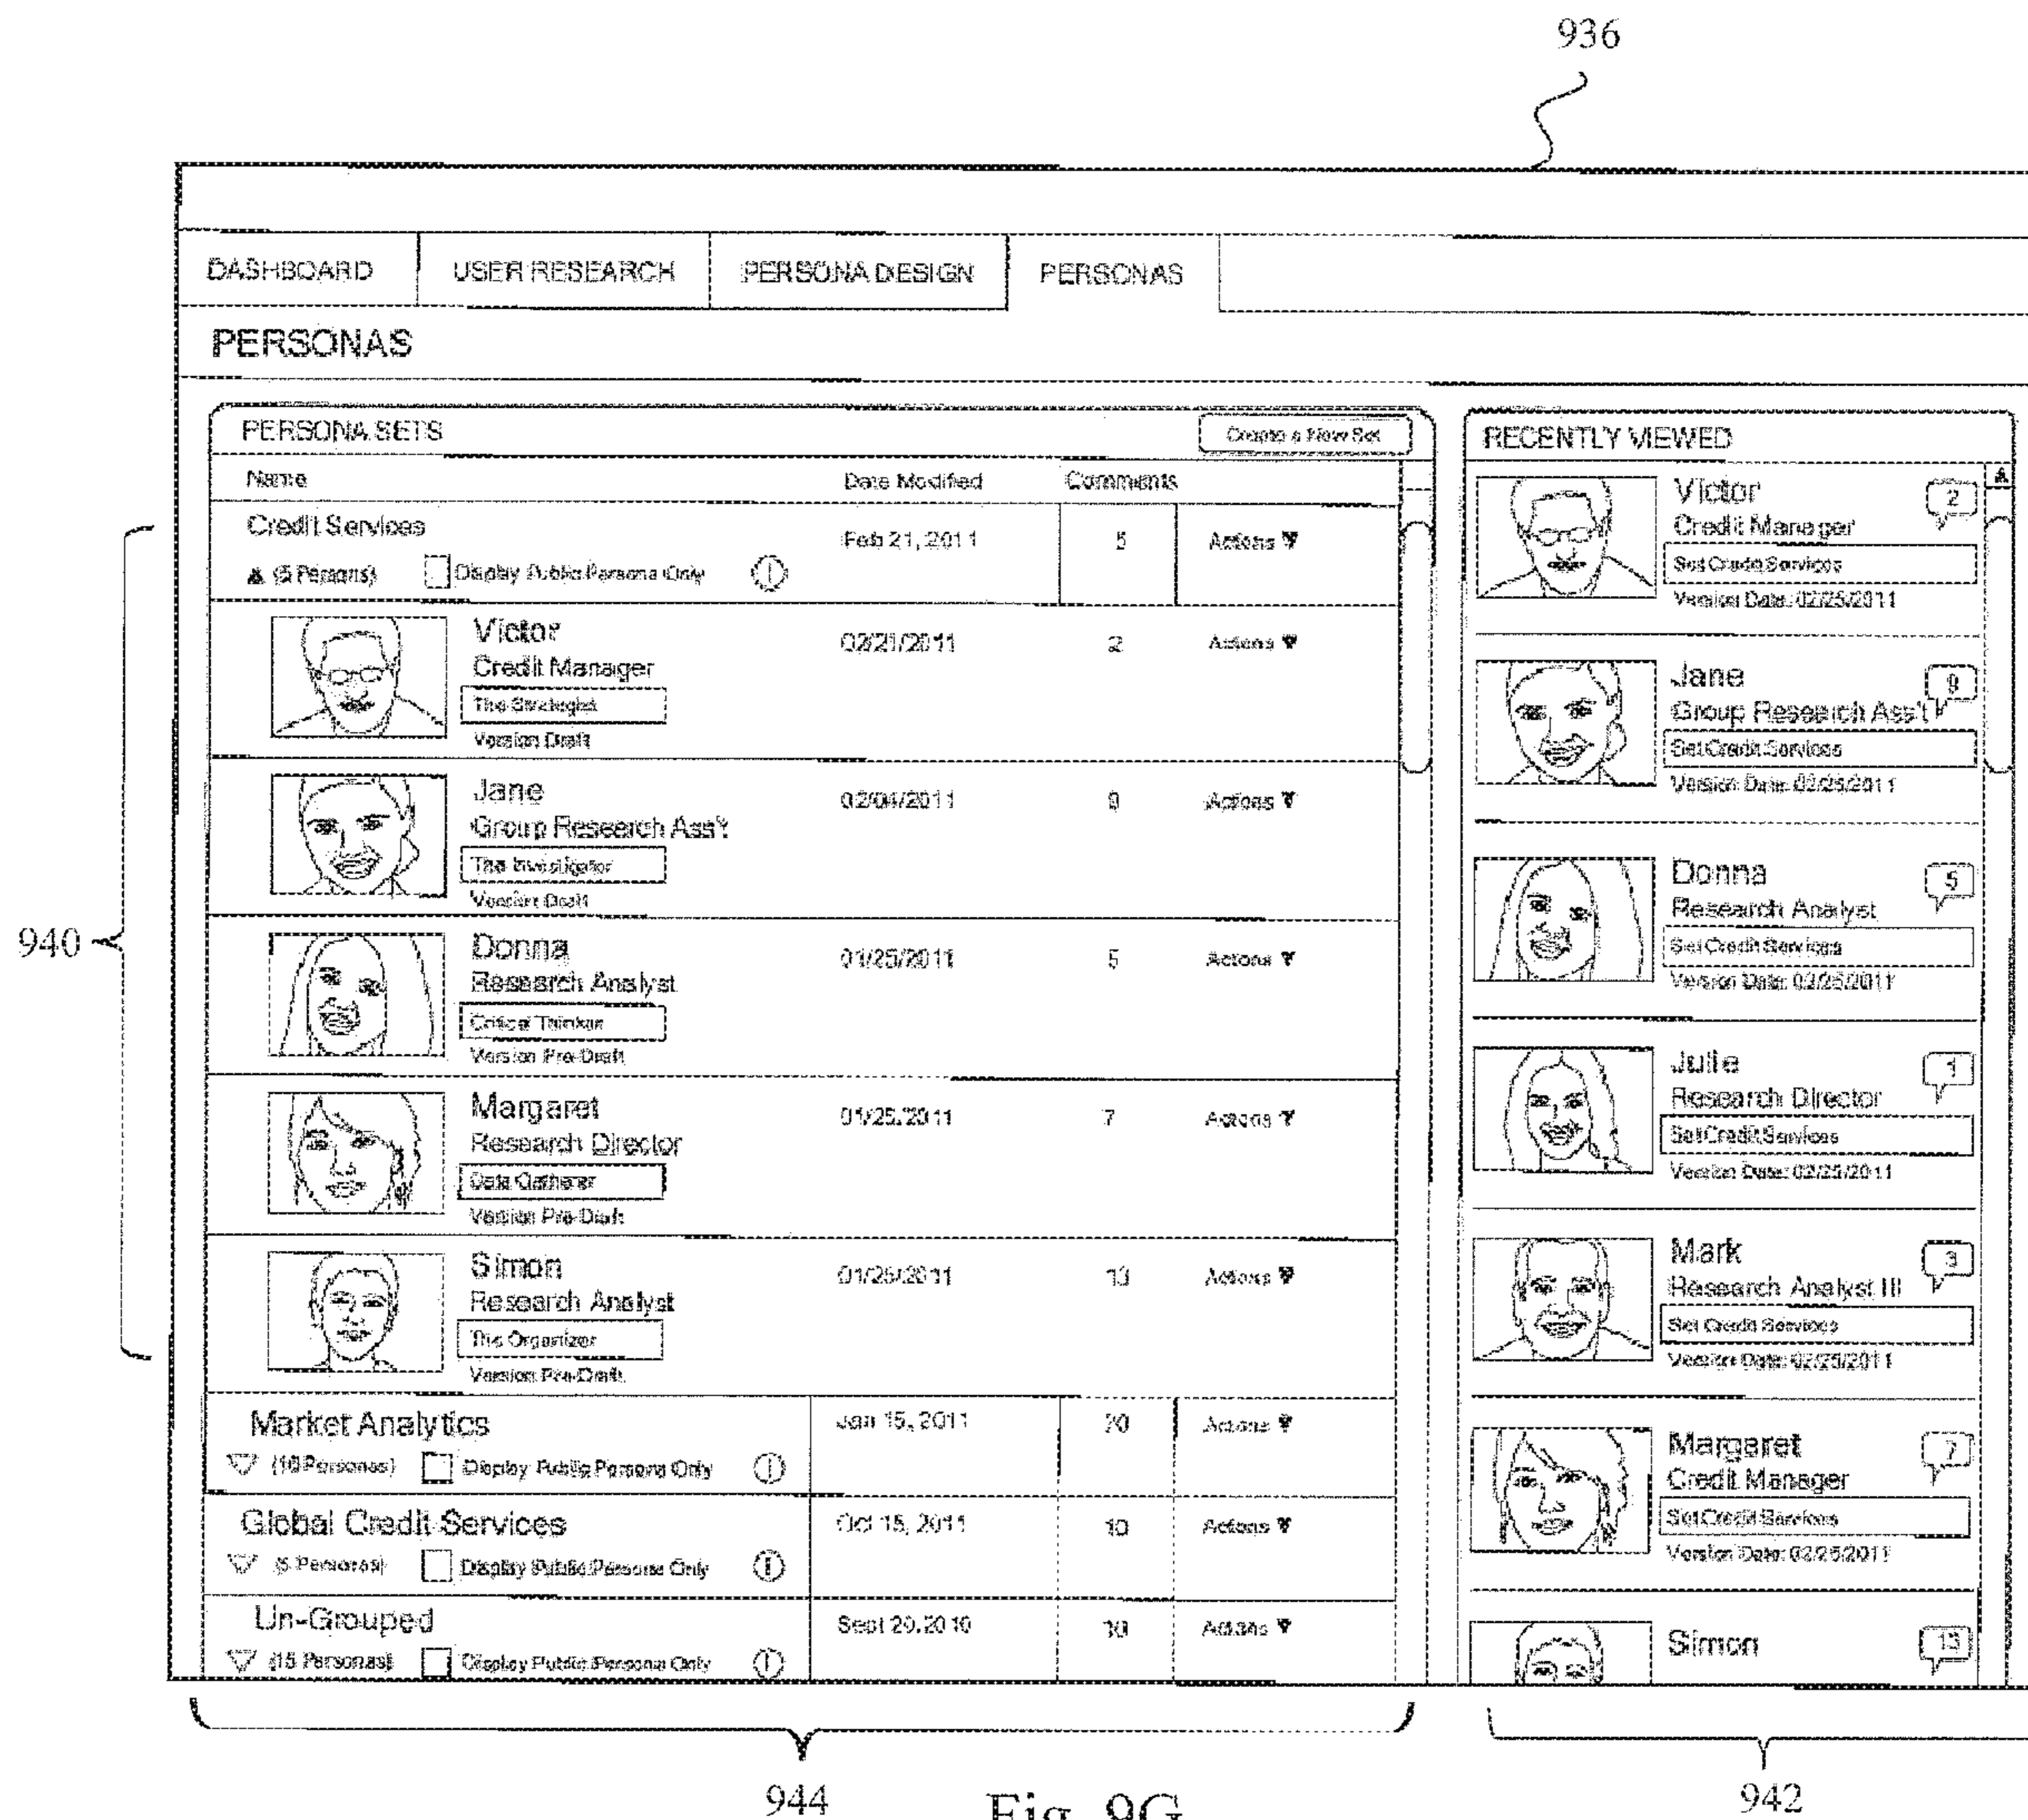 936
DASHBOARD USER RESEARCH PERSONA DESIGN PERSONAS
PERSONAS
PERSONA SETS Create a New Set
Name Date Modified Comments
Credit Services Feb 21, 2011 5 Actions
(5 Persons) Display Public Persona Only
Victor 02/21/2011 2 Actions
Credit Manager
The Strategist
Version Draft
Jane 02/04/2011 9 Actions
Group Research Ass't
The Investigator
Version Draft
Donna 01/25/2011 5 Actions
Research Analyst
Critical Thinker
Version Pre-Draft
Margaret 01/25/2011 7 Actions
Research Director
Data Gatherer
Version Pre-Draft
Simon 01/25/2011 13 Actions
Research Analyst
The Organizer
Version Pre-Draft
Market Analytics Jan 15, 2011 20 Actions
(10 Personas) Display Public Persona Only
Global Credit Services Oct 15, 2011 10 Actions
(5 Personas) Display Public Persona Only
Un-Grouped Sept 20, 2010 10 Actions
(15 Personas) Display Public Persona Only
RECENTLY VIEWED
Victor 2
Credit Manager
Set Credit Services
Version Date: 02/25/2011
Jane 9
Group Research Ass't
Set Credit Services
Version Date: 02/25/2011
Donna 5
Research Analyst
Set Credit Services
Version Date: 02/25/2011
Julie 1
Research Director
Set Credit Services
Version Date: 02/25/2011
Mark 3
Research Analyst III
Set Credit Services
Version Date: 02/25/2011
Margaret 7
Credit Manager
Set Credit Services
Version Date: 02/25/2011
Simon 13
940
944
942
Fig. 9G